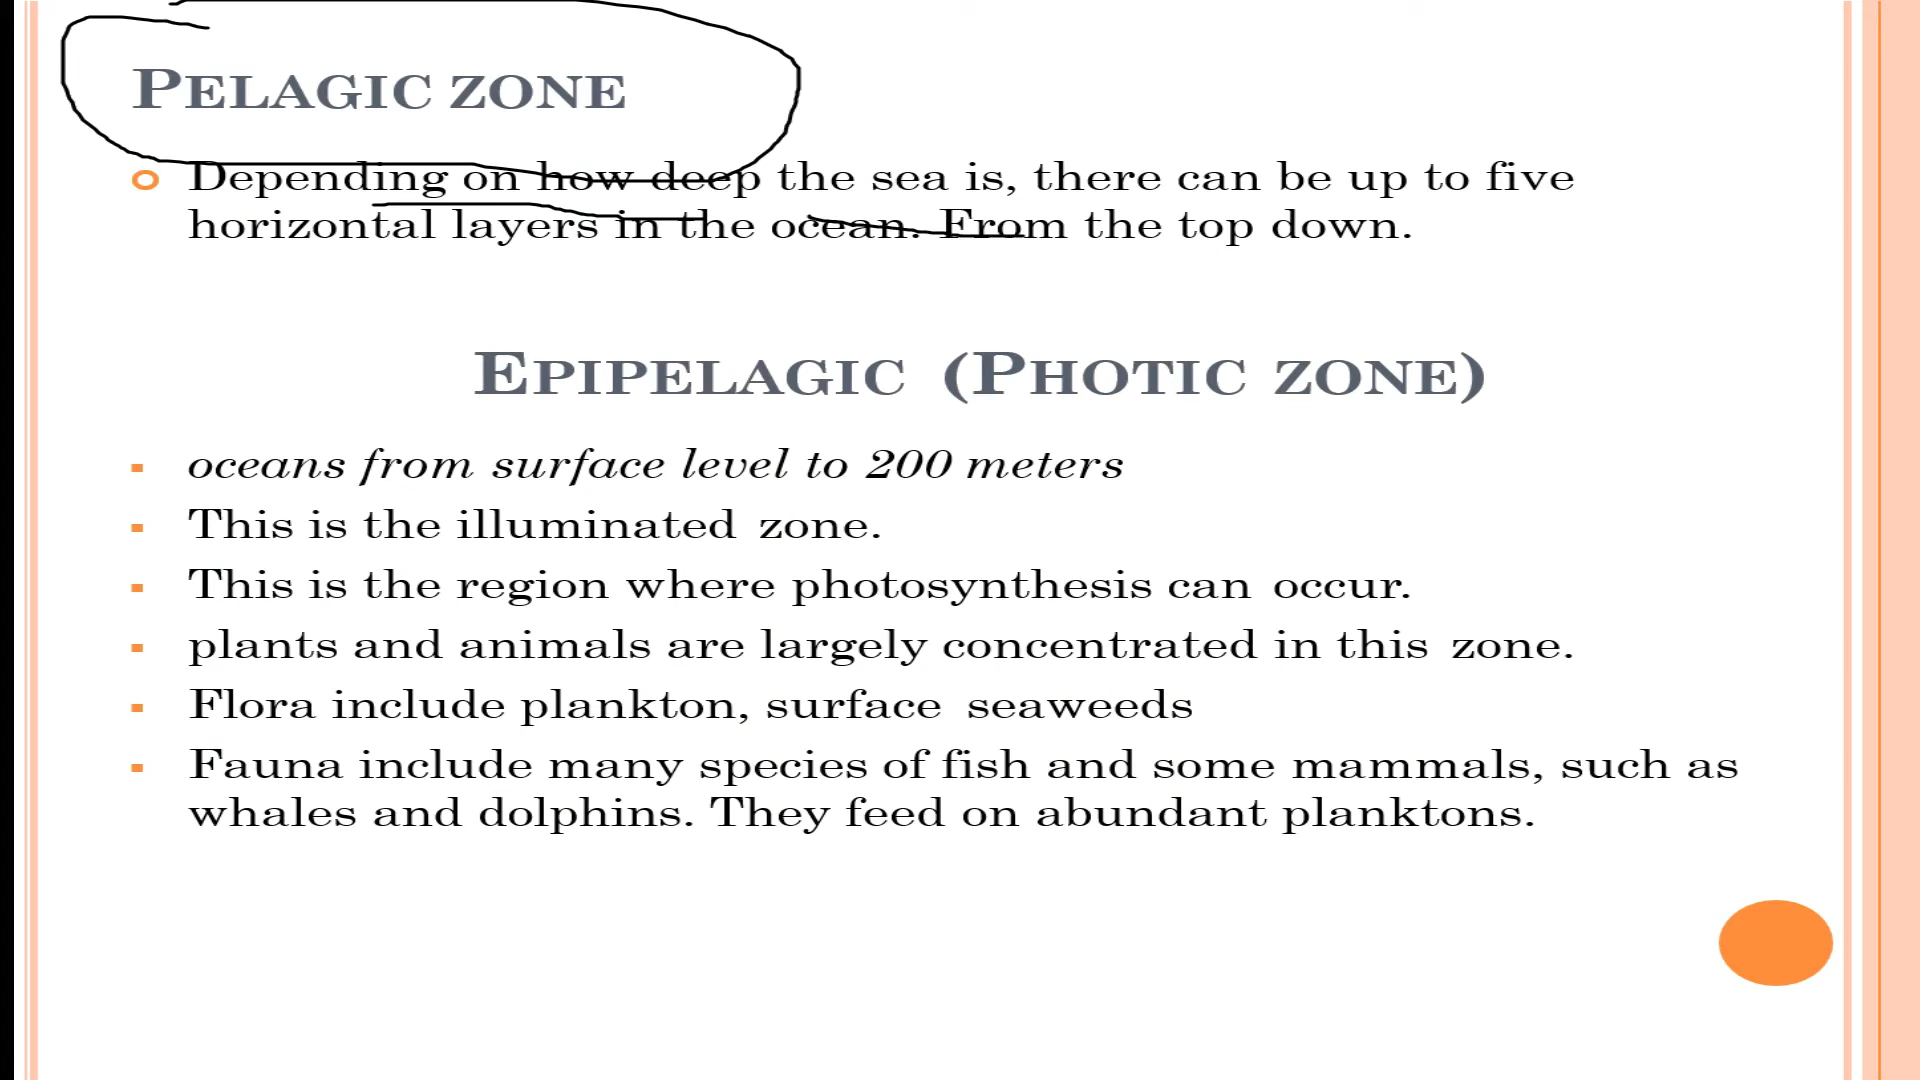 PELAGIC ZONE
Depending on how deep the sea is, there can be up to five
horizontal layers in the ocean. From the top down.
EPIPELAGIC (PHOTIC ZONE)
oceans from surface level to 200 meters
This is the illuminated zone.
This is the region where photosynthesis can occur.
plants and animals are largely concentrated in this zone.
Flora include plankton, surface seaweeds
Fauna include many species of fish and some mammals, such as
whales and dolphins. They feed on abundant planktons.